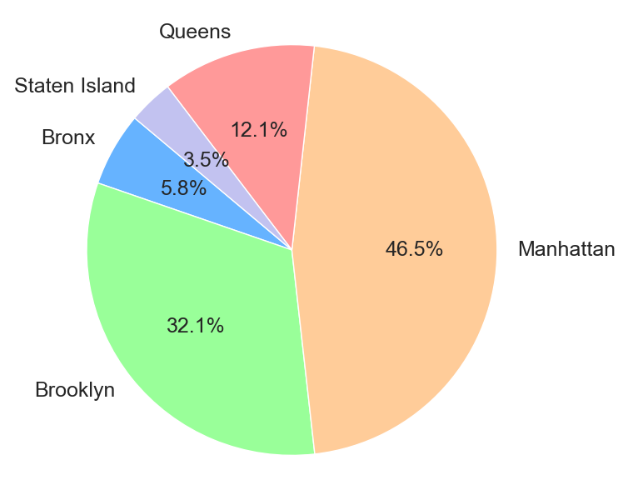 Queens
Staten Island
12.1%
Bronx
3.5%
5.8%
46.5%
Manhattan
32.1%
Brooklyn